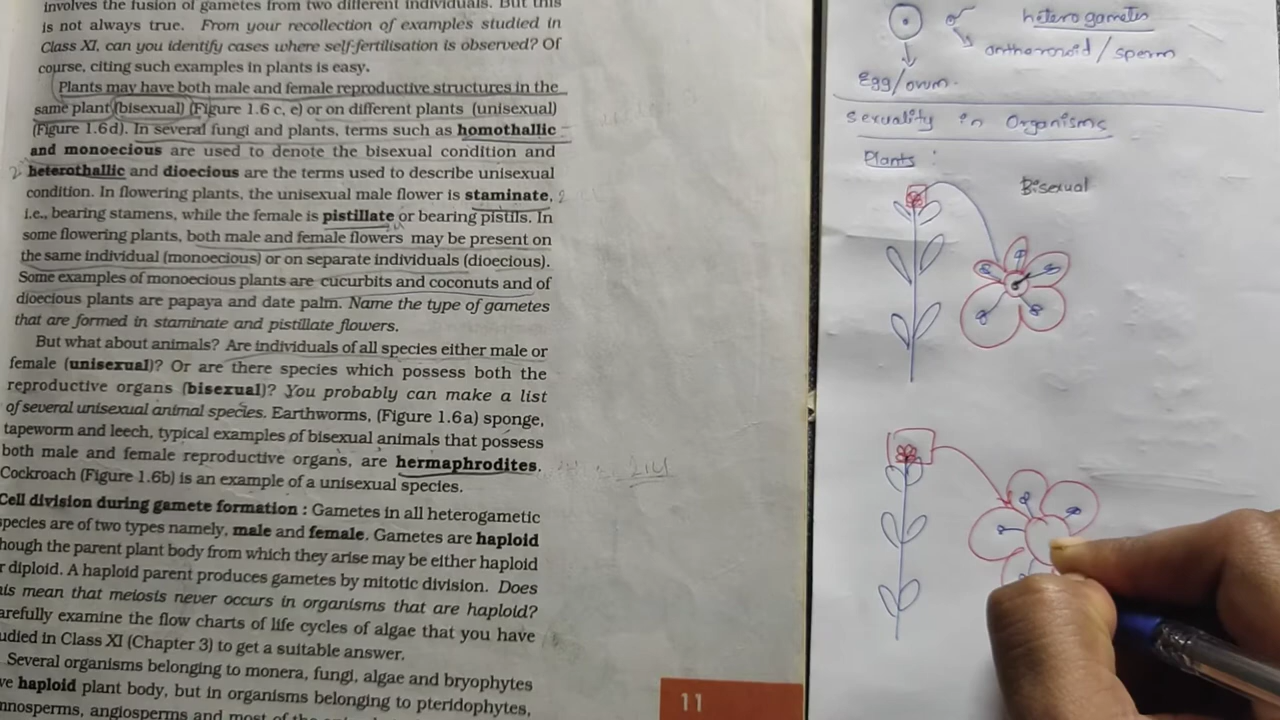 involves the fusion of gametes from two different individuals. But this
is not always true. From your recollection of examples studied in
Class XI, can you identify cases where self-fertilisation is observed? Of
course, citing such examples in plants is easy.
Plants may have both male and female reproductive structures in the
same plant (bisexual) (Figure 1.6 c, e) or on different plants (unisexual)
(Figure 1.6d). In several fungi and plants, terms such as homothallic
and monoecious are used to denote the bisexual condition and
heterothallic and dioecious are the terms used to describe unisexual
condition. In flowering plants, the unisexual male flower is staminate,
i.e., bearing stamens, while the female is pistillate or bearing pistils. In
some flowering plants, both male and female flowers may be present on
the same individual (monoecious) or on separate individuals (dioecious).
Some examples of monoecious plants are cucurbits and coconuts and of
dioecious plants are papaya and date palm. Name the type of gametes
that are formed in staminate and pistillate flowers.
But what about animals? Are individuals of all species either male or
female (unisexual)? Or are there species which possess both the
reproductive organs (bisexual)? You probably can make a list
of several unisexual animal species. Earthworms, (Figure 1.6a) sponge,
tapeworm and leech, typical examples of bisexual animals that possess
both male and female reproductive organs, are hermaphrodites.
Cockroach (Figure 1.6b) is an example of a unisexual species.
Cell division during gamete formation : Gametes in all heterogametic
species are of two types namely, male and female. Gametes are haploid
hough the parent plant body from which they arise may be either haploid
r diploid. A haploid parent produces gametes by mitotic division. Does
his mean that meiosis never occurs in organisms that are haploid?
arefully examine the flow charts of life cycles of algae that you have
udied in Class XI (Chapter 3) to get a suitable answer.
Several organisms belonging to monera, fungi, algae and bryophytes
ve haploid plant body, but in organisms belonging to pteridophytes,
mnosperms, angiosperms and most of the
11
hetero gametes
antherozoid / sperm
Egg/ovum.
Sexuality in Organisms
Plants :
Bisexual